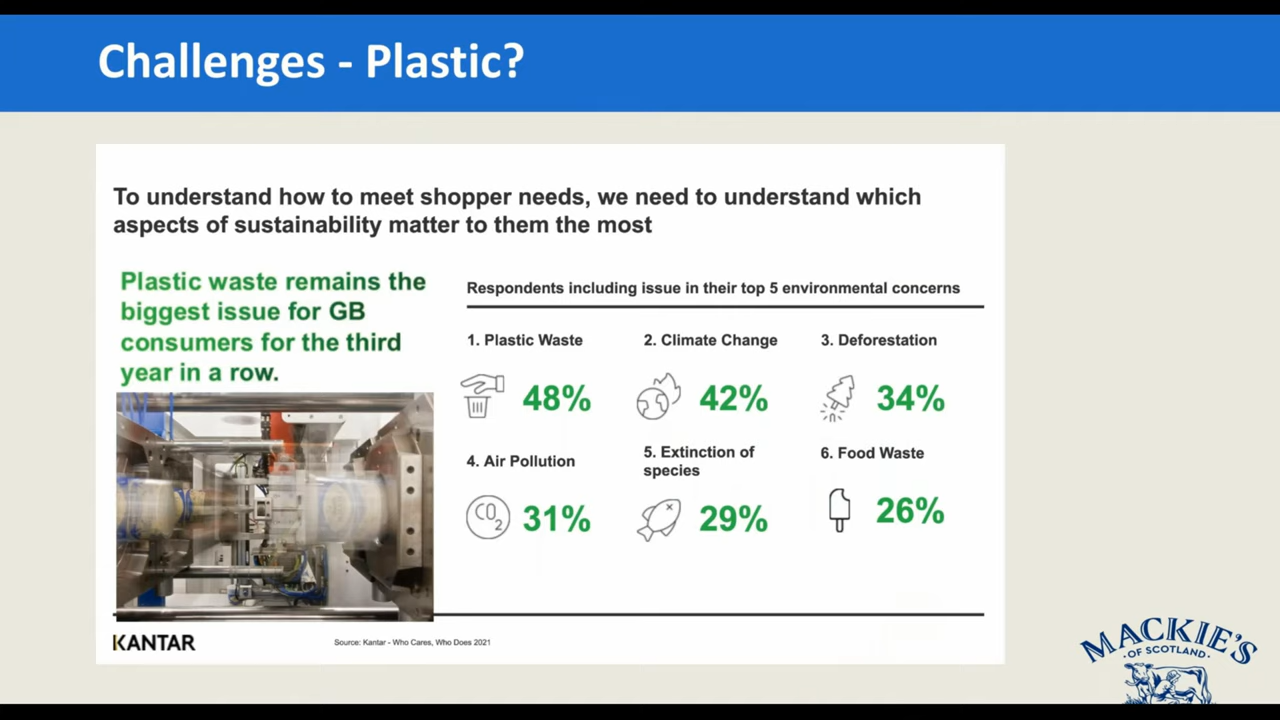 Challenges - Plastic?
To understand how to meet shopper needs, we need to understand which
aspects of sustainability matter to them the most
Plastic waste remains the
biggest issue for GB
consumers for the third
year in a row.
Respondents including issue in their top 5 environmental concerns
1. Plastic Waste
48%
2. Climate Change
42%
3. Deforestation
34%
4. Air Pollution
CO2
31%
5. Extinction of
species
29%
6. Food Waste
26%
KANTAR
Source: Kantar - Who Cares, Who Does 2021
MACKIE'S
·OF SCOTLAND·